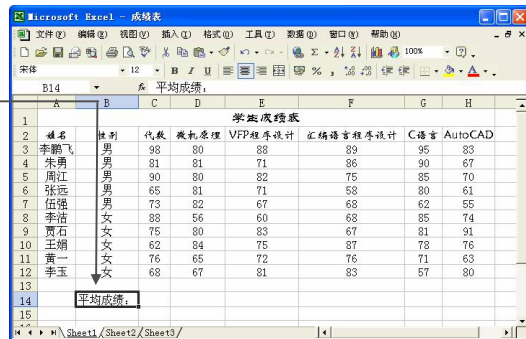 Microsoft Excel - 成绩表
文件(F) 编辑(E) 视图(V) 插入(I) 格式(O) 工具(T) 数据(D) 窗口(W) 帮助(H)
100%
宋体 12 B I U % ,
B14 fx 平均成绩：
A B C D E F G H
1 学生成绩表
2 姓名 性别 代数 微机原理 VFP程序设计 汇编语言程序设计 C语言 AutoCAD
3 李鹏飞 男 98 80 88 89 95 83
4 朱勇 男 81 81 71 86 90 67
5 周江 男 90 80 82 75 85 70
6 张远 男 65 81 71 58 80 61
7 伍强 男 73 82 67 68 62 55
8 李洁 女 88 56 60 68 85 74
9 贾石 女 75 80 83 67 81 91
10 王娟 女 62 84 75 87 78 76
11 黄一 女 76 65 72 76 71 63
12 李玉 女 68 67 81 83 57 80
13
14 平均成绩：
15
Sheet1 Sheet2 Sheet3